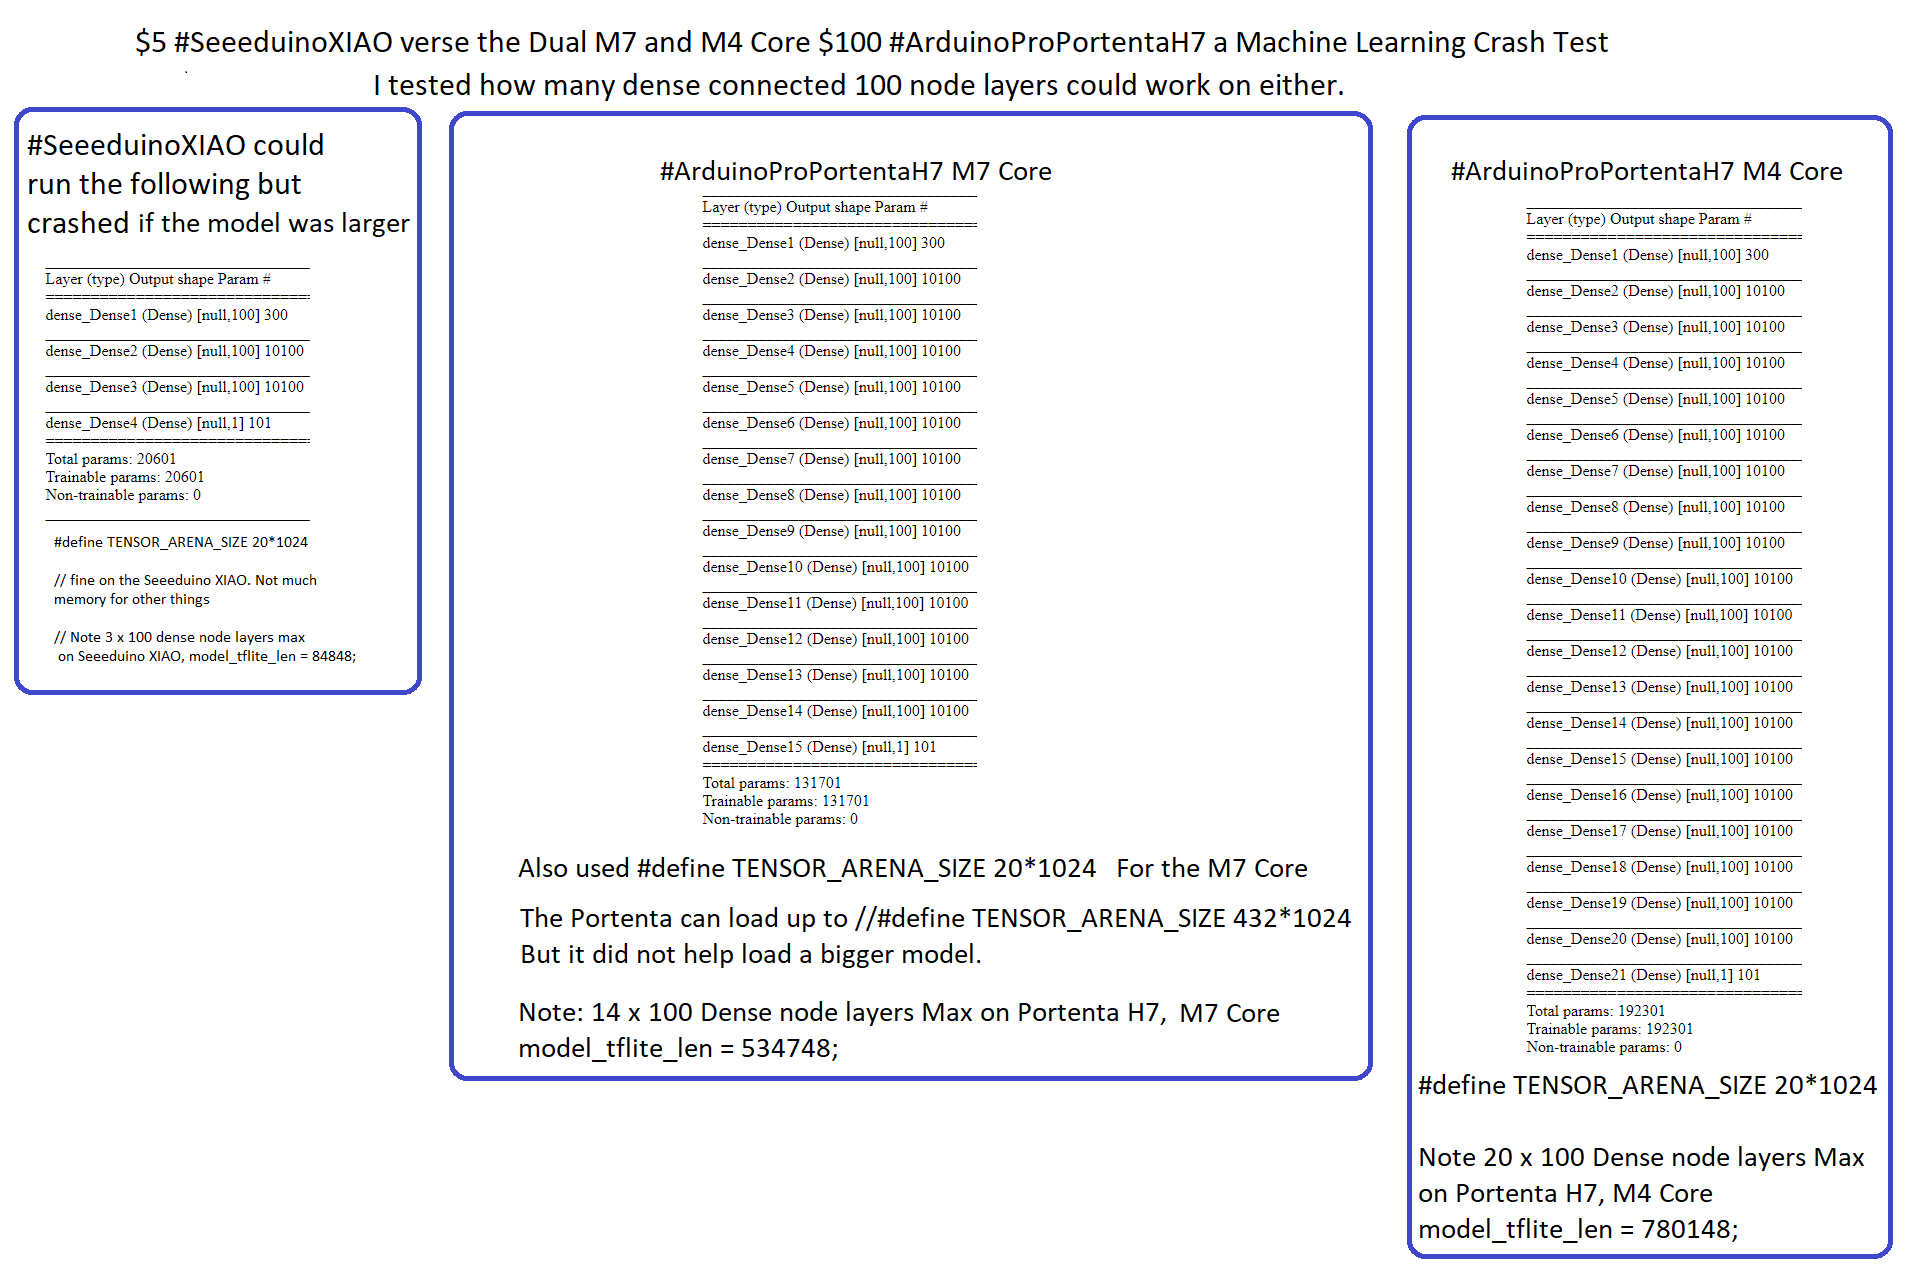 $5 #SeeeduinoXIAO verse the Dual M7 and M4 Core $100 #ArduinoProPortentaH7 a Machine Learning Crash Test
I tested how many dense connected 100 node layers could work on either.
#SeeeduinoXIAO could
run the following but
crashed if the model was larger
Layer (type) Output shape Param #
dense_Dense1 (Dense) [null,100] 300
dense_Dense2 (Dense) [null,100] 10100
dense_Dense3 (Dense) [null,100] 10100
dense_Dense4 (Dense) [null,1] 101
Total params: 20601
Trainable params: 20601
Non-trainable params: 0
#define TENSOR_ARENA_SIZE 20*1024
// fine on the Seeeduino XIAO. Not much
memory for other things
// Note 3 x 100 dense node layers max
on Seeeduino XIAO, model_tflite_len = 84848;
#ArduinoProPortentaH7 M7 Core
Layer (type) Output shape Param #
dense_Dense1 (Dense) [null,100] 300
dense_Dense2 (Dense) [null,100] 10100
dense_Dense3 (Dense) [null,100] 10100
dense_Dense4 (Dense) [null,100] 10100
dense_Dense5 (Dense) [null,100] 10100
dense_Dense6 (Dense) [null,100] 10100
dense_Dense7 (Dense) [null,100] 10100
dense_Dense8 (Dense) [null,100] 10100
dense_Dense9 (Dense) [null,100] 10100
dense_Dense10 (Dense) [null,100] 10100
dense_Dense11 (Dense) [null,100] 10100
dense_Dense12 (Dense) [null,100] 10100
dense_Dense13 (Dense) [null,100] 10100
dense_Dense14 (Dense) [null,100] 10100
dense_Dense15 (Dense) [null,1] 101
Total params: 131701
Trainable params: 131701
Non-trainable params: 0
Also used #define TENSOR_ARENA_SIZE 20*1024 For the M7 Core
The Portenta can load up to //#define TENSOR_ARENA_SIZE 432*1024
But it did not help load a bigger model.
Note: 14 x 100 Dense node layers Max on Portenta H7, M7 Core
model_tflite_len = 534748;
#ArduinoProPortentaH7 M4 Core
Layer (type) Output shape Param #
dense_Dense1 (Dense) [null,100] 300
dense_Dense2 (Dense) [null,100] 10100
dense_Dense3 (Dense) [null,100] 10100
dense_Dense4 (Dense) [null,100] 10100
dense_Dense5 (Dense) [null,100] 10100
dense_Dense6 (Dense) [null,100] 10100
dense_Dense7 (Dense) [null,100] 10100
dense_Dense8 (Dense) [null,100] 10100
dense_Dense9 (Dense) [null,100] 10100
dense_Dense10 (Dense) [null,100] 10100
dense_Dense11 (Dense) [null,100] 10100
dense_Dense12 (Dense) [null,100] 10100
dense_Dense13 (Dense) [null,100] 10100
dense_Dense14 (Dense) [null,100] 10100
dense_Dense15 (Dense) [null,100] 10100
dense_Dense16 (Dense) [null,100] 10100
dense_Dense17 (Dense) [null,100] 10100
dense_Dense18 (Dense) [null,100] 10100
dense_Dense19 (Dense) [null,100] 10100
dense_Dense20 (Dense) [null,100] 10100
dense_Dense21 (Dense) [null,1] 101
Total params: 192301
Trainable params: 192301
Non-trainable params: 0
#define TENSOR_ARENA_SIZE 20*1024
Note 20 x 100 Dense node layers Max
on Portenta H7, M4 Core
model_tflite_len = 780148;